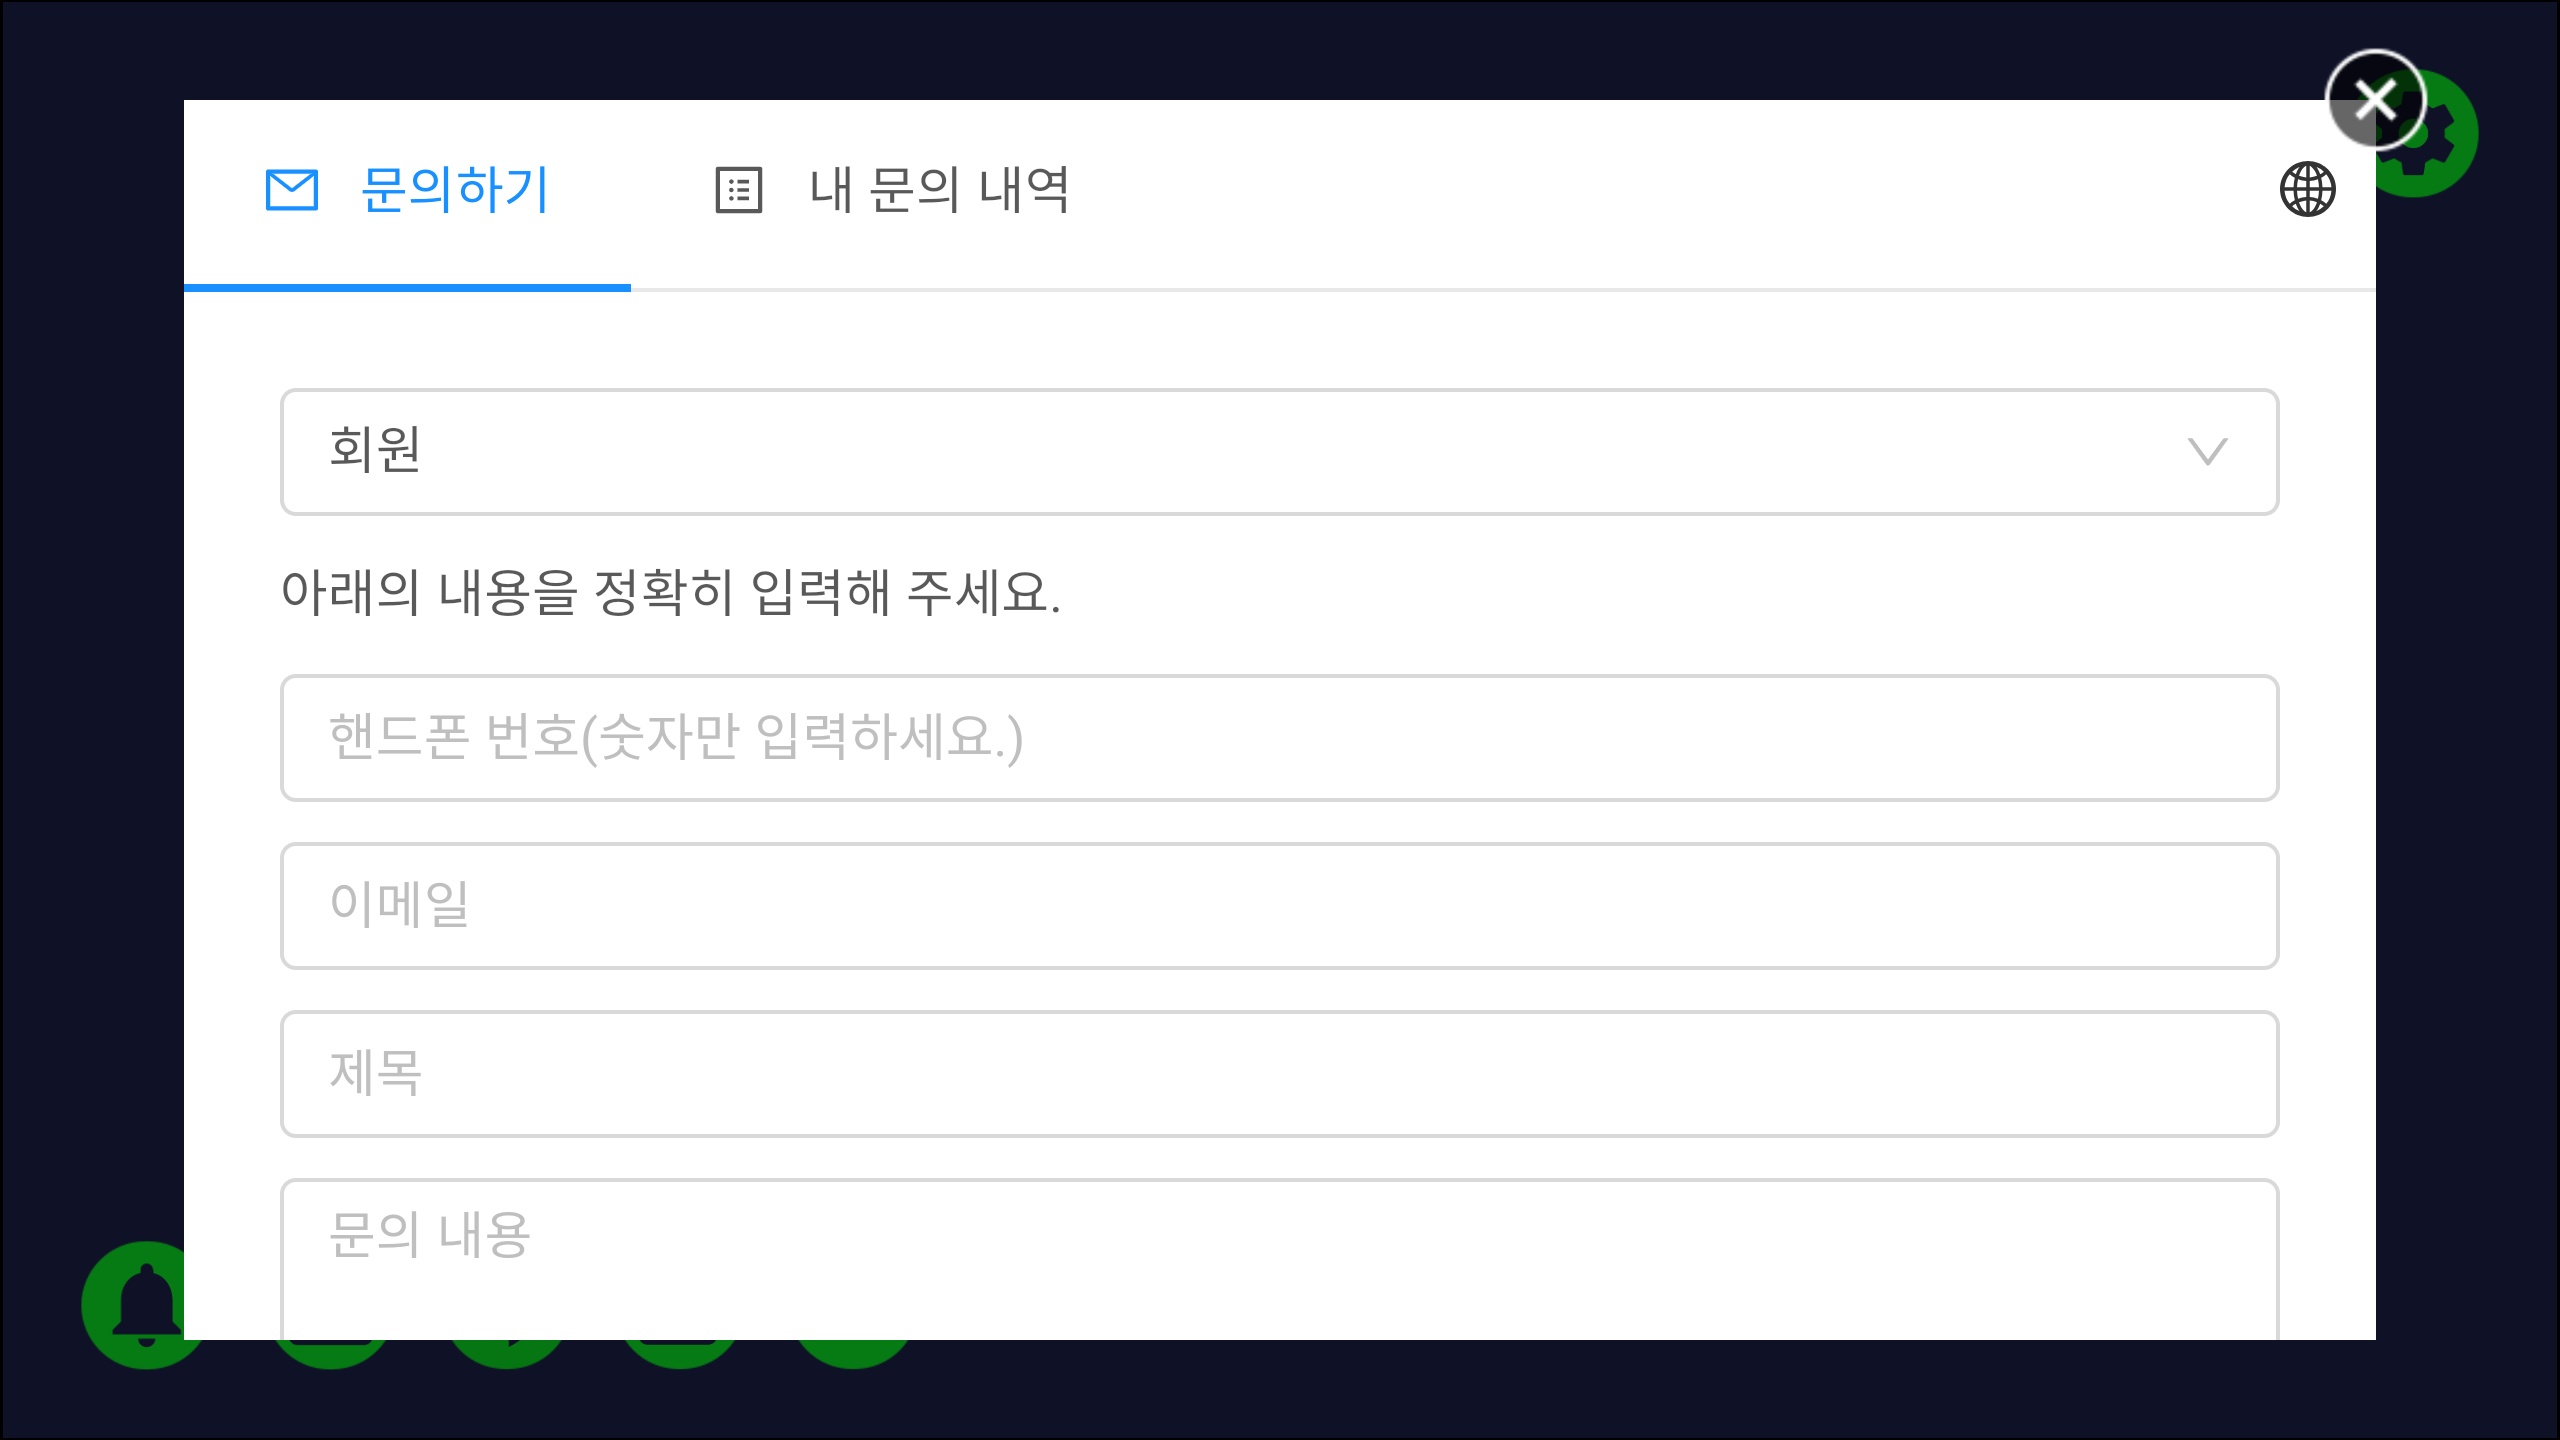 문의하기
내 문의 내역
회원
아래의 내용을 정확히 입력해 주세요.
핸드폰 번호(숫자만 입력하세요.)
이메일
제목
문의 내용